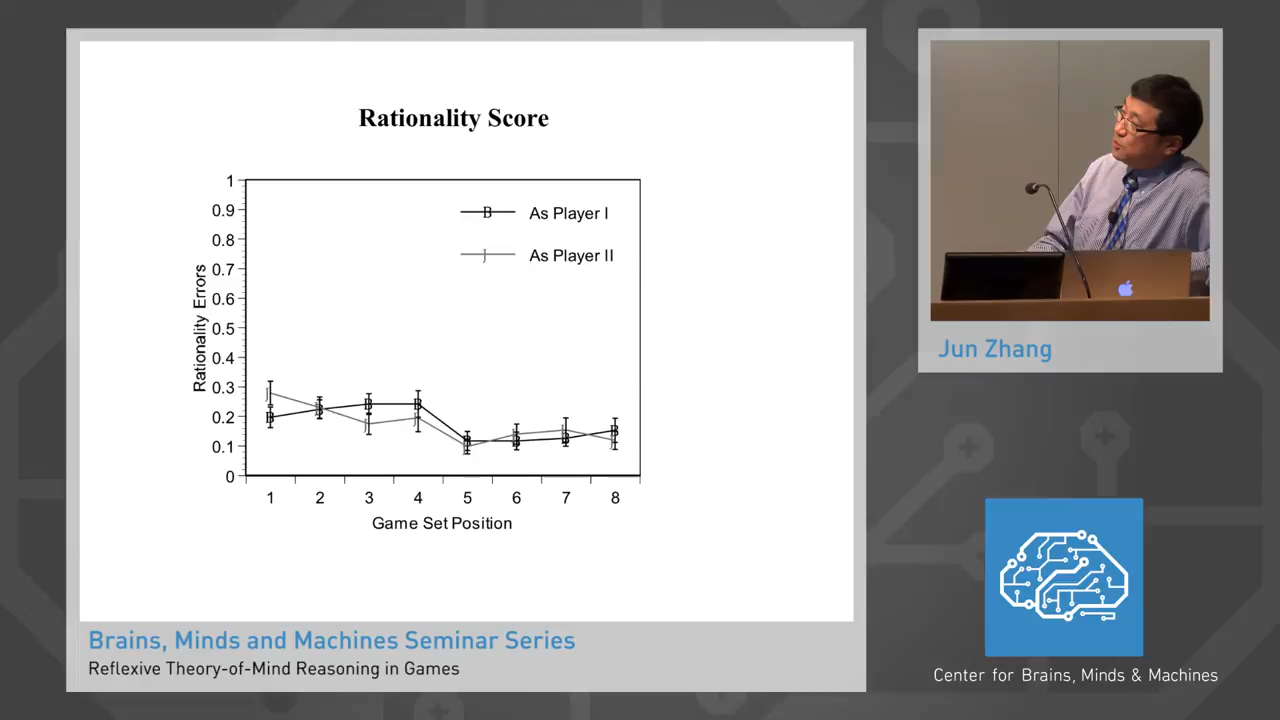 Rationality Score
1
0.9
0.8
0.7
0.6
0.5
0.4
0.3
0.2
0.1
0
Rationality Errors
B As Player I
J As Player II
1 2 3 4 5 6 7 8
Game Set Position
Jun Zhang
Brains, Minds and Machines Seminar Series
Reflexive Theory-of-Mind Reasoning in Games
Center for Brains, Minds & Machines